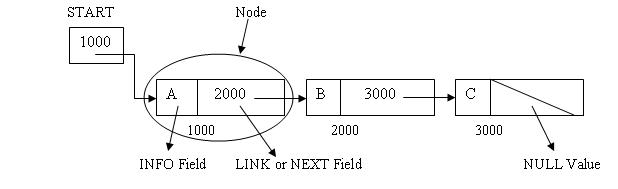 START
Node
1000
A
2000
B
3000
C
1000
2000
3000
INFO Field
LINK or NEXT Field
NULL Value